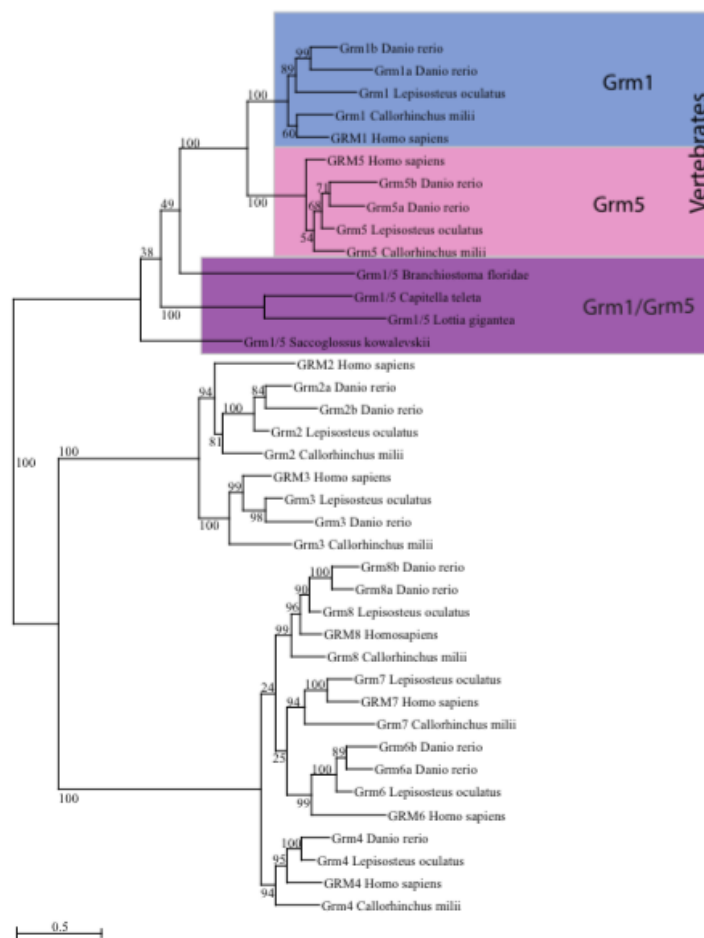 Grm1b Danio rerio
99
Grm1a Danio rerio
89
Grm1
Grm1 Lepisosteus oculatus
100
Grm1 Callorhinchus milii
60
GRM1 Homo sapiens
Vertebrates
100
GRM5 Homo sapiens
Grm5b Danio rerio
71
100
Grm5
68
Grm5a Danio rerio
49
Grm5 Lepisosteus oculatus
54
Grm5 Callorhinchus milii
38
Grm1/5 Branchiostoma floridae
Grm1/5 Capitella teleta
100
Grm1/Grm5
Grm1/5 Lottia gigantea
Grm1/5 Saccoglossus kowalevskii
GRM2 Homo sapiens
94
84
Grm2a Danio rerio
100
Grm2b Danio rerio
Grm2 Lepisosteus oculatus
81
Grm2 Callorhinchus milii
100
100
GRM3 Homo sapiens
99
Grm3 Lepisosteus oculatus
98
Grm3 Danio rerio
100
Grm3 Callorhinchus milii
Grm8b Danio rerio
100
Grm8a Danio rerio
90
Grm8 Lepisosteus oculatus
96
GRM8 Homosapiens
99
Grm8 Callorhinchus milii
Grm7 Lepisosteus oculatus
100
24
GRM7 Homo sapiens
94
Grm7 Callorhinchus milii
25
Grm6b Danio rerio
89
100
Grm6a Danio rerio
Grm6 Lepisosteus oculatus
100
99
GRM6 Homo sapiens
Grm4 Danio rerio
100
Grm4 Lepisosteus oculatus
95
GRM4 Homo sapiens
94
Grm4 Callorhinchus milii
0.5